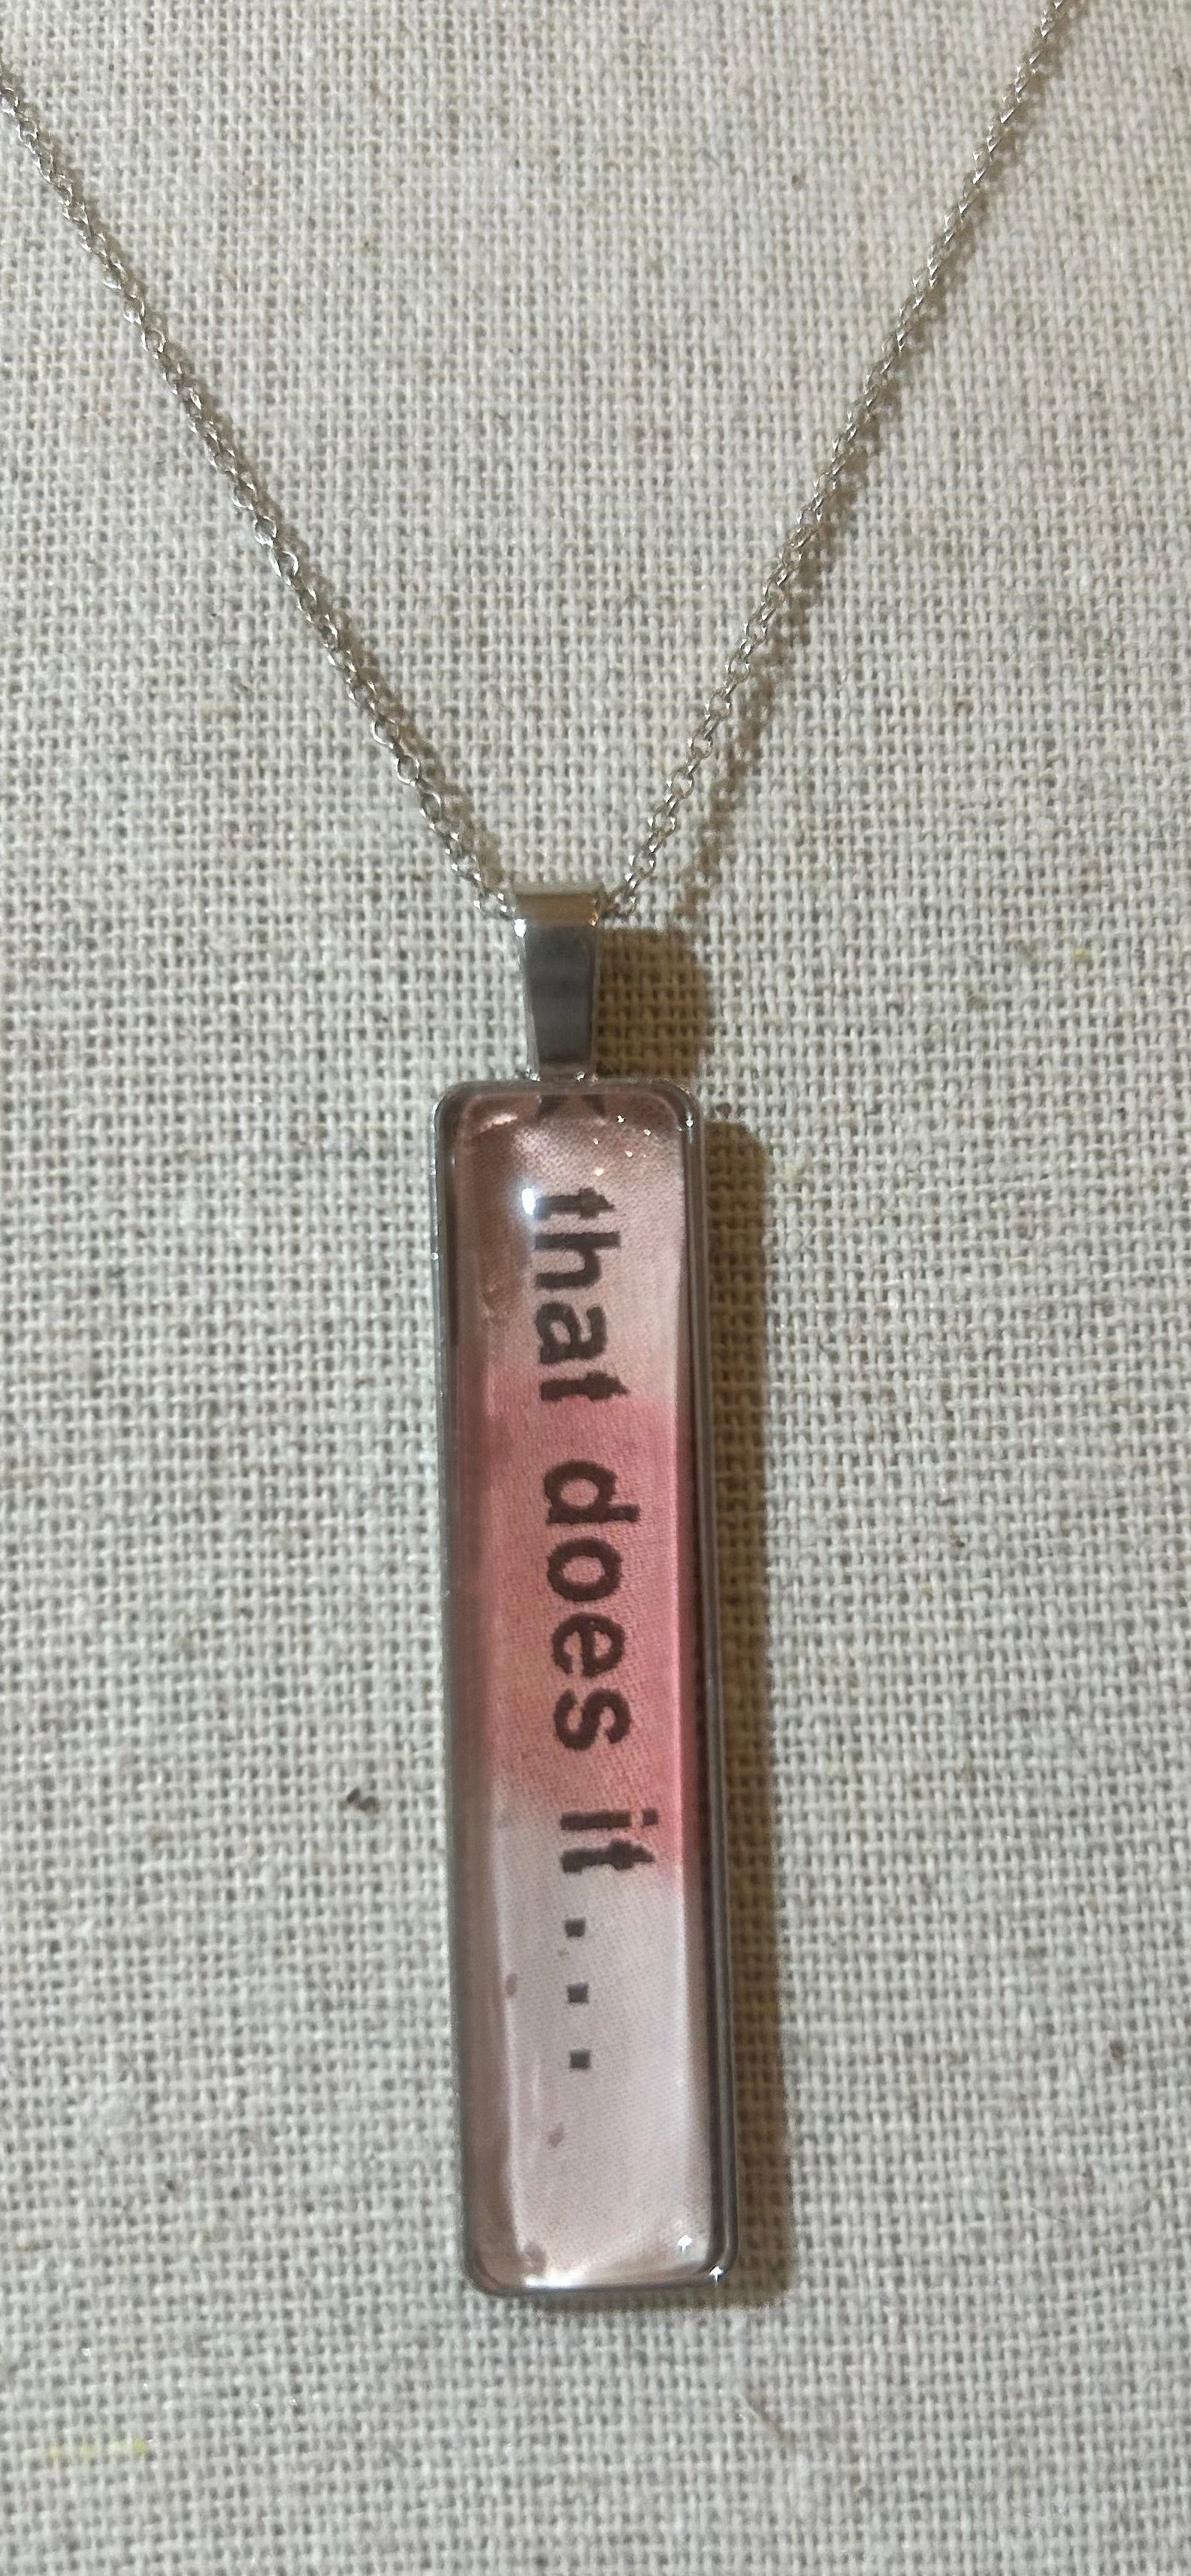 that does it...